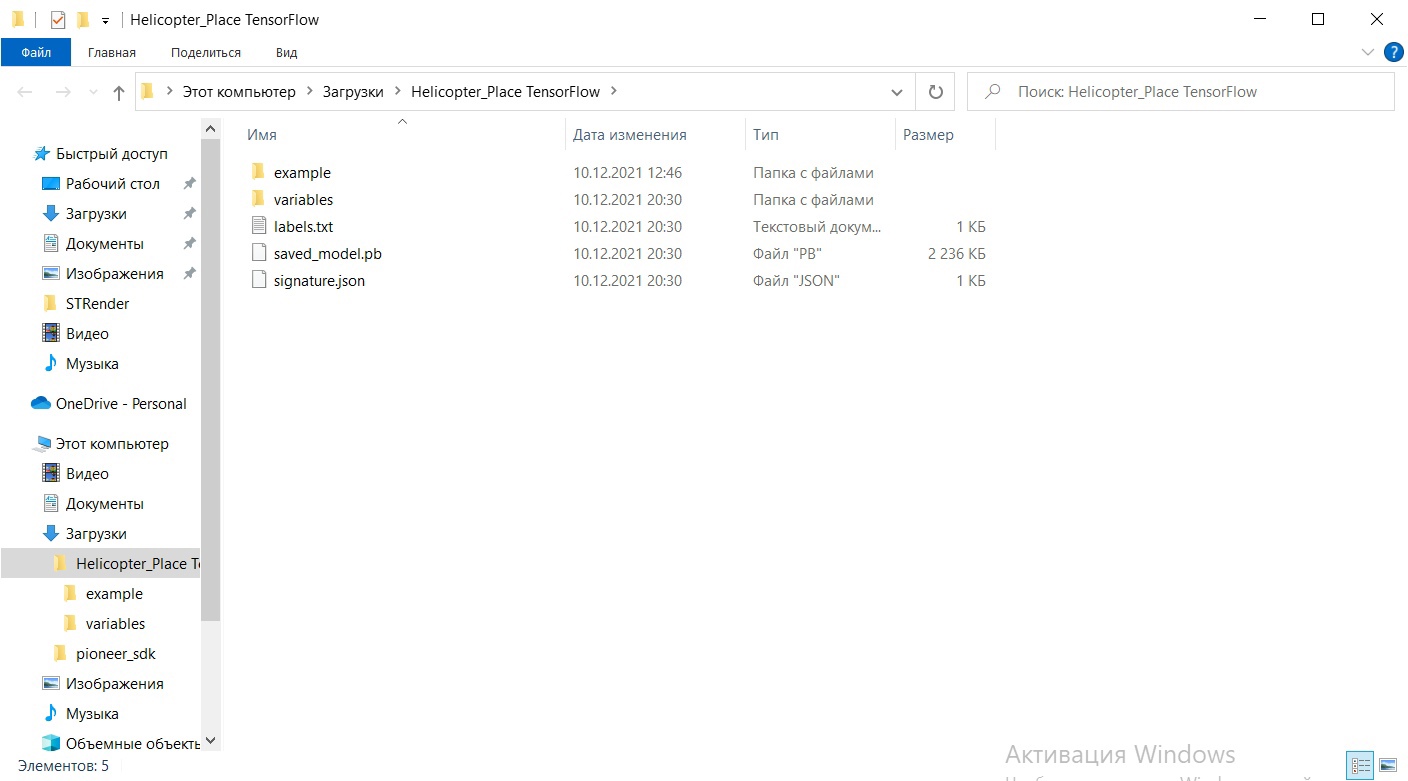 Helicopter_Place TensorFlow
Файл Главная Поделиться Вид
Этот компьютер Загрузки Helicopter_Place TensorFlow
Поиск: Helicopter_Place TensorFlow
Быстрый доступ
Рабочий стол
Загрузки
Документы
Изображения
STRender
Видео
Музыка
OneDrive - Personal
Этот компьютер
Видео
Документы
Загрузки
Helicopter_Place Te
example
variables
pioneer_sdk
Изображения
Музыка
Объемные объекты
Имя Дата изменения Тип Размер
example 10.12.2021 12:46 Папка с файлами
variables 10.12.2021 20:30 Папка с файлами
labels.txt 10.12.2021 20:30 Текстовый докум... 1 КБ
saved_model.pb 10.12.2021 20:30 Файл "PB" 2 236 КБ
signature.json 10.12.2021 20:30 Файл "JSON" 1 КБ
Активация Windows
Элементов: 5